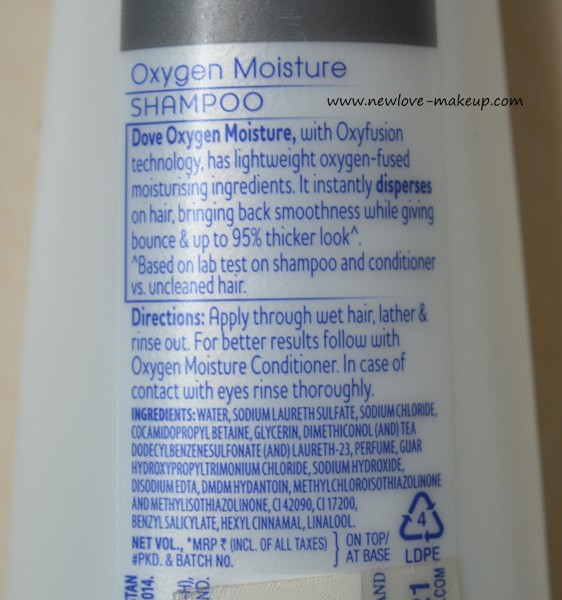 Oxygen Moisture
SHAMPOO
www.newlove-makeup.com
Dove Oxygen Moisture, with Oxyfusion
technology, has lightweight oxygen-fused
moisturising ingredients. It instantly disperses
on hair, bringing back smoothness while giving
bounce & up to 95% thicker look^.
^Based on lab test on shampoo and conditioner
vs. uncleaned hair.
Directions: Apply through wet hair, lather &
rinse out. For better results follow with
Oxygen Moisture Conditioner. In case of
contact with eyes rinse thoroughly.
INGREDIENTS: WATER, SODIUM LAURETH SULFATE, SODIUM CHLORIDE,
COCAMIDOPROPYL BETAINE, GLYCERIN, DIMETHICONOL (AND) TEA
DODECYLBENZENESULFONATE (AND) LAURETH-23, PERFUME, GUAR
HYDROXYPROPYLTRIMONIUM CHLORIDE, SODIUM HYDROXIDE,
DISODIUM EDTA, DMDM HYDANTOIN, METHYLCHLOROISOTHIAZOLINONE
AND METHYLISOTHIAZOLINONE, CI 42090, CI 17200,
BENZYL SALICYLATE, HEXYL CINNAMAL, LINALOOL.
NET VOL., *MRP ₹ (INCL. OF ALL TAXES)
#PKD. & BATCH NO.
} ON TOP/
AT BASE
4
LDPE
STAN
014.
H),
ND.
AND
21
.COM